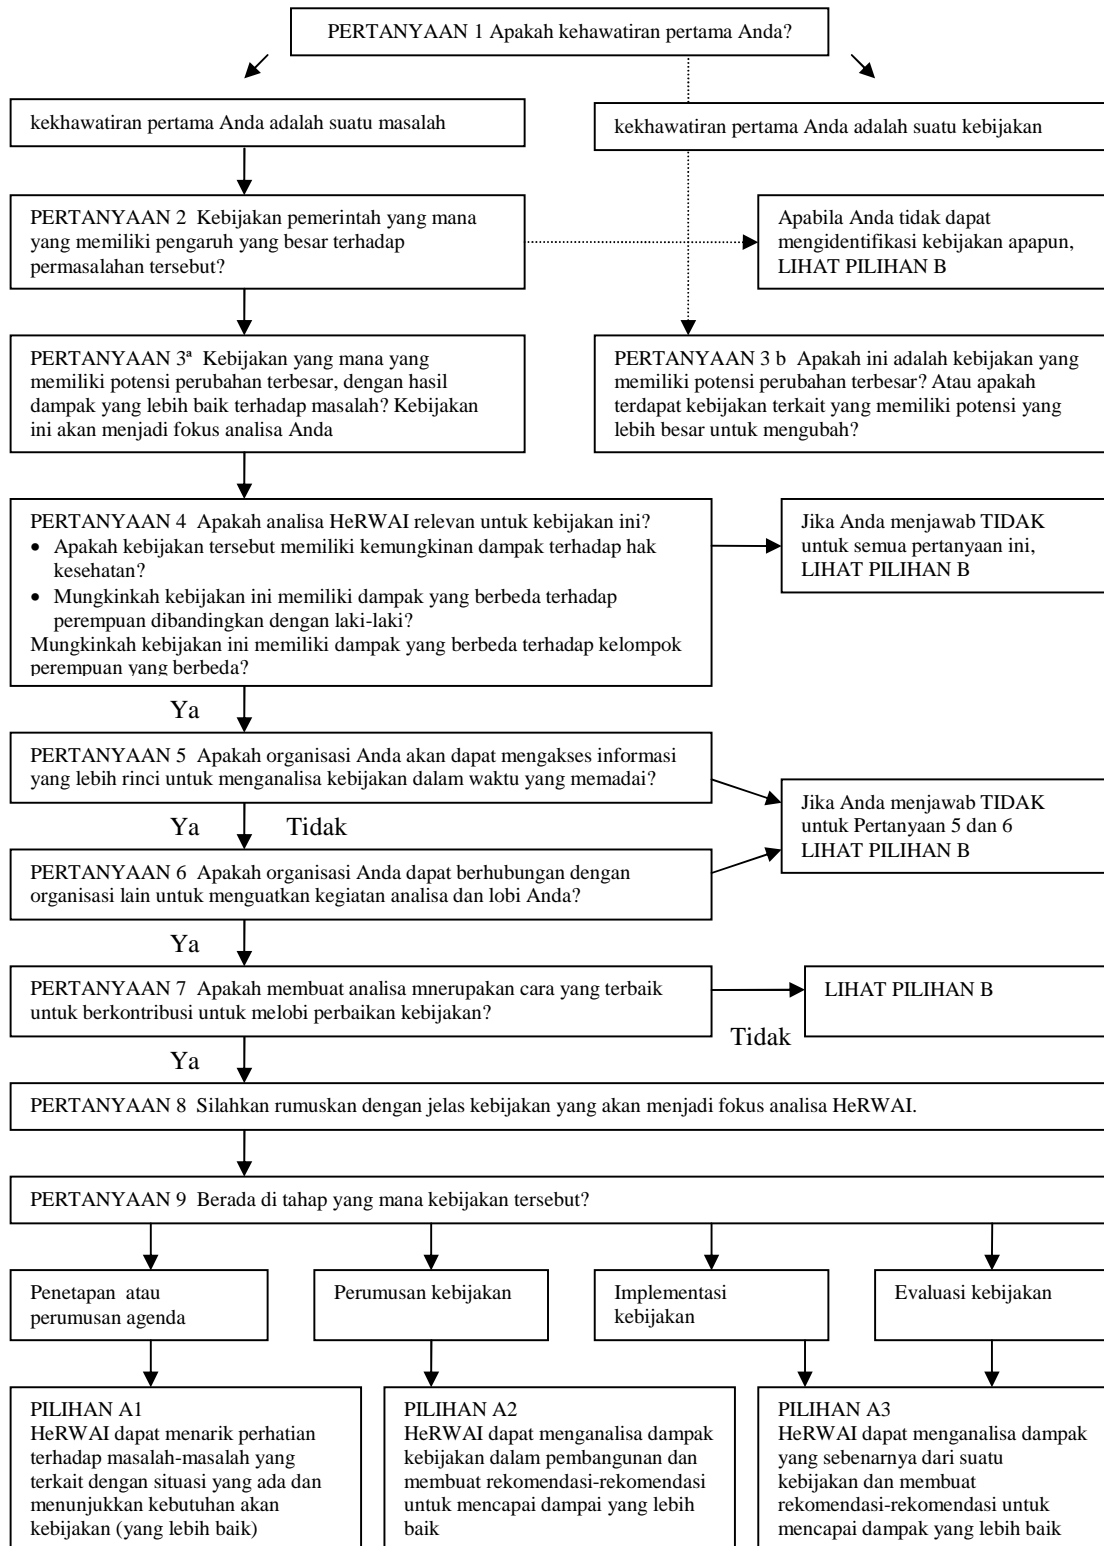 PERTANYAAN 1 Apakah kehawatiran pertama Anda?
kekhawatiran pertama Anda adalah suatu masalah
kekhawatiran pertama Anda adalah suatu kebijakan
PERTANYAAN 2 Kebijakan pemerintah yang mana
yang memiliki pengaruh yang besar terhadap
permasalahan tersebut?
Apabila Anda tidak dapat
mengidentifikasi kebijakan apapun,
LIHAT PILIHAN B
PERTANYAAN 3ª Kebijakan yang mana yang
memiliki potensi perubahan terbesar, dengan hasil
dampak yang lebih baik terhadap masalah? Kebijakan
ini akan menjadi fokus analisa Anda
PERTANYAAN 3 b Apakah ini adalah kebijakan yang
memiliki potensi perubahan terbesar? Atau apakah
terdapat kebijakan terkait yang memiliki potensi yang
lebih besar untuk mengubah?
PERTANYAAN 4 Apakah analisa HeRWAI relevan untuk kebijakan ini?
• Apakah kebijakan tersebut memiliki kemungkinan dampak terhadap hak
kesehatan?
• Mungkinkah kebijakan ini memiliki dampak yang berbeda terhadap
perempuan dibandingkan dengan laki-laki?
Mungkinkah kebijakan ini memiliki dampak yang berbeda terhadap kelompok
perempuan yang berbeda?
Jika Anda menjawab TIDAK
untuk semua pertanyaan ini,
LIHAT PILIHAN B
Ya
PERTANYAAN 5 Apakah organisasi Anda akan dapat mengakses informasi
yang lebih rinci untuk menganalisa kebijakan dalam waktu yang memadai?
Jika Anda menjawab TIDAK
untuk Pertanyaan 5 dan 6
LIHAT PILIHAN B
Ya Tidak
PERTANYAAN 6 Apakah organisasi Anda dapat berhubungan dengan
organisasi lain untuk menguatkan kegiatan analisa dan lobi Anda?
Ya
PERTANYAAN 7 Apakah membuat analisa mnerupakan cara yang terbaik
untuk berkontribusi untuk melobi perbaikan kebijakan?
LIHAT PILIHAN B
Tidak
Ya
PERTANYAAN 8 Silahkan rumuskan dengan jelas kebijakan yang akan menjadi fokus analisa HeRWAI.
PERTANYAAN 9 Berada di tahap yang mana kebijakan tersebut?
Penetapan atau
perumusan agenda
Perumusan kebijakan
Implementasi
kebijakan
Evaluasi kebijakan
PILIHAN A1
HeRWAI dapat menarik perhatian
terhadap masalah-masalah yang
terkait dengan situasi yang ada dan
menunjukkan kebutuhan akan
kebijakan (yang lebih baik)
PILIHAN A2
HeRWAI dapat menganalisa dampak
kebijakan dalam pembangunan dan
membuat rekomendasi-rekomendasi
untuk mencapai dampai yang lebih
baik
PILIHAN A3
HeRWAI dapat menganalisa dampak
yang sebenarnya dari suatu
kebijakan dan membuat
rekomendasi-rekomendasi untuk
mencapai dampak yang lebih baik